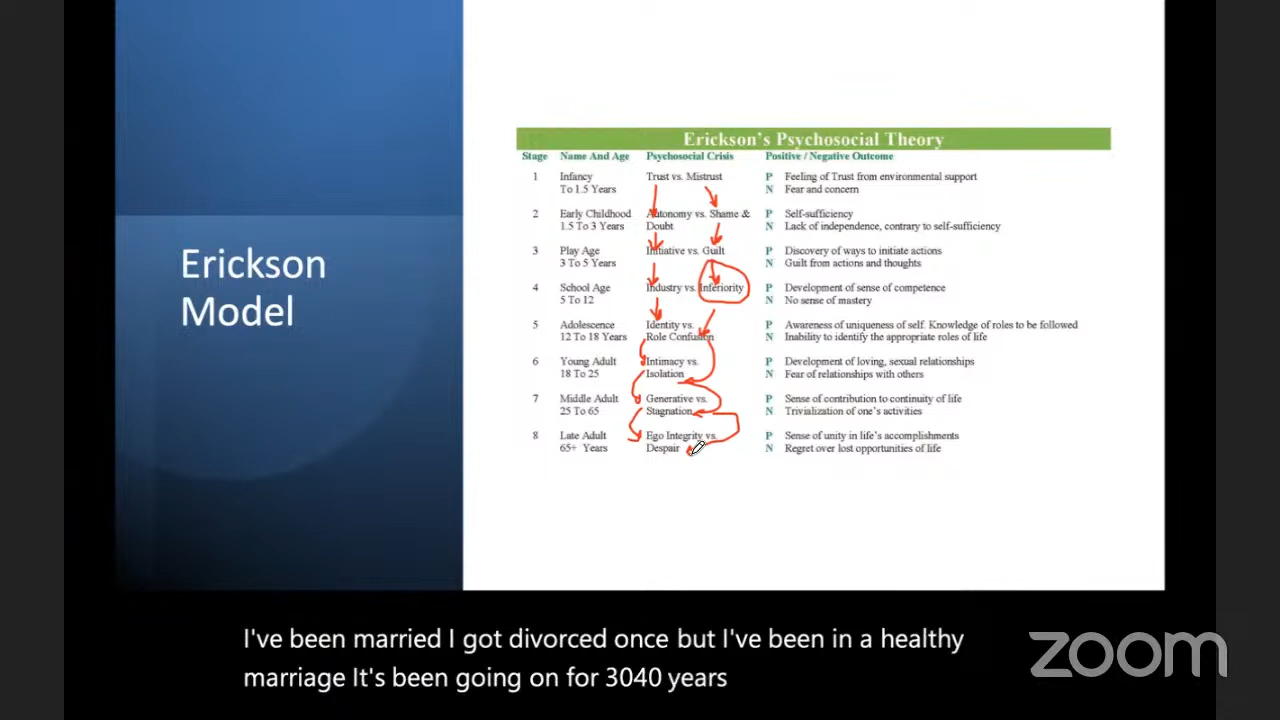 Erickson
Model
Erickson's Psychosocial Theory
Stage Name And Age Psychosocial Crisis Positive / Negative Outcome
1 Infancy Trust vs. Mistrust P Feeling of Trust from environmental support
To 1.5 Years N Fear and concern
2 Early Childhood Autonomy vs. Shame & P Self-sufficiency
1.5 To 3 Years Doubt N Lack of independence, contrary to self-sufficiency
3 Play Age Initiative vs. Guilt P Discovery of ways to initiate actions
3 To 5 Years N Guilt from actions and thoughts
4 School Age Industry vs. Inferiority P Development of sense of competence
5 To 12 N No sense of mastery
5 Adolescence Identity vs. P Awareness of uniqueness of self. Knowledge of roles to be followed
12 To 18 Years Role Confusion N Inability to identify the appropriate roles of life
6 Young Adult Intimacy vs. P Development of loving, sexual relationships
18 To 25 Isolation N Fear of relationships with others
7 Middle Adult Generative vs. P Sense of contribution to continuity of life
25 To 65 Stagnation N Trivialization of one's activities
8 Late Adult Ego Integrity vs. P Sense of unity in life's accomplishments
65+ Years Despair N Regret over lost opportunities of life
I've been married I got divorced once but I've been in a healthy
marriage It's been going on for 3040 years
zoom